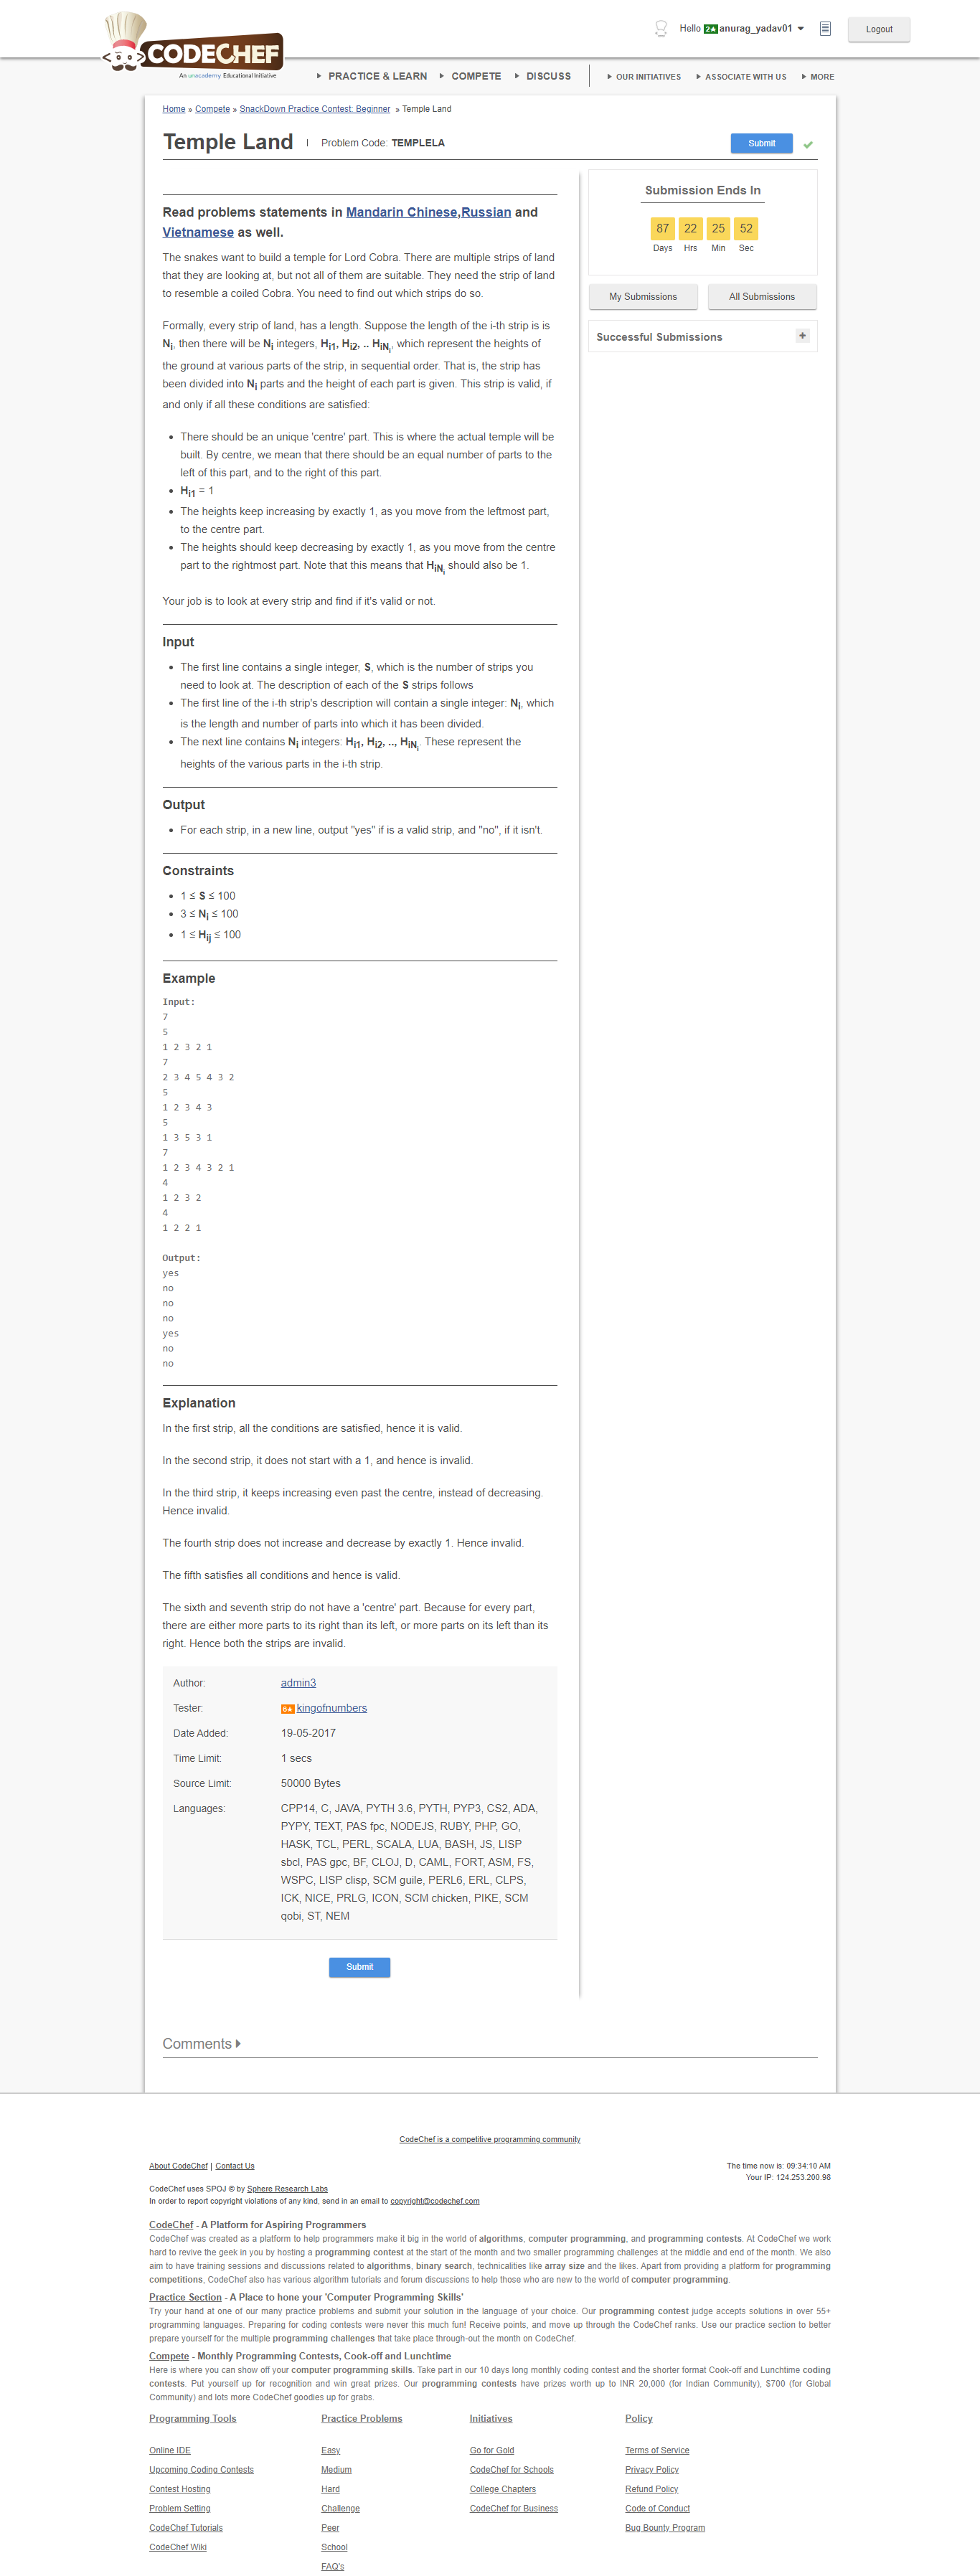 CODECHEF
An unacademy Educational Initiative
Hello 2★ anurag_yadav01
Logout
PRACTICE & LEARN
COMPETE
DISCUSS
OUR INITIATIVES
ASSOCIATE WITH US
MORE
Home » Compete » SnackDown Practice Contest: Beginner » Temple Land
Temple Land
Problem Code: TEMPLELA
Submit
Read problems statements in Mandarin Chinese,Russian and
Vietnamese as well.
The snakes want to build a temple for Lord Cobra. There are multiple strips of land
that they are looking at, but not all of them are suitable. They need the strip of land
to resemble a coiled Cobra. You need to find out which strips do so.
Formally, every strip of land, has a length. Suppose the length of the i-th strip is is
Ni, then there will be Ni integers, Hi1, Hi2, .. HiNi, which represent the heights of
the ground at various parts of the strip, in sequential order. That is, the strip has
been divided into Ni parts and the height of each part is given. This strip is valid, if
and only if all these conditions are satisfied:
There should be an unique 'centre' part. This is where the actual temple will be
built. By centre, we mean that there should be an equal number of parts to the
left of this part, and to the right of this part.
Hi1 = 1
The heights keep increasing by exactly 1, as you move from the leftmost part,
to the centre part.
The heights should keep decreasing by exactly 1, as you move from the centre
part to the rightmost part. Note that this means that HiNi should also be 1.
Your job is to look at every strip and find if it's valid or not.
Input
The first line contains a single integer, S, which is the number of strips you
need to look at. The description of each of the S strips follows
The first line of the i-th strip's description will contain a single integer: Ni, which
is the length and number of parts into which it has been divided.
The next line contains Ni integers: Hi1, Hi2, .., HiNi. These represent the
heights of the various parts in the i-th strip.
Output
For each strip, in a new line, output "yes" if is a valid strip, and "no", if it isn't.
Constraints
1 ≤ S ≤ 100
3 ≤ Ni ≤ 100
1 ≤ Hij ≤ 100
Example
Input:
7
5
1 2 3 2 1
7
2 3 4 5 4 3 2
5
1 2 3 4 3
5
1 3 5 3 1
7
1 2 3 4 3 2 1
4
1 2 3 2
4
1 2 2 1
Output:
yes
no
no
no
yes
no
no
Explanation
In the first strip, all the conditions are satisfied, hence it is valid.
In the second strip, it does not start with a 1, and hence is invalid.
In the third strip, it keeps increasing even past the centre, instead of decreasing.
Hence invalid.
The fourth strip does not increase and decrease by exactly 1. Hence invalid.
The fifth satisfies all conditions and hence is valid.
The sixth and seventh strip do not have a 'centre' part. Because for every part,
there are either more parts to its right than its left, or more parts on its left than its
right. Hence both the strips are invalid.
Author: admin3
Tester: 6★ kingofnumbers
Date Added: 19-05-2017
Time Limit: 1 secs
Source Limit: 50000 Bytes
Languages: CPP14, C, JAVA, PYTH 3.6, PYTH, PYP3, CS2, ADA,
PYPY, TEXT, PAS fpc, NODEJS, RUBY, PHP, GO,
HASK, TCL, PERL, SCALA, LUA, BASH, JS, LISP
sbcl, PAS gpc, BF, CLOJ, D, CAML, FORT, ASM, FS,
WSPC, LISP clisp, SCM guile, PERL6, ERL, CLPS,
ICK, NICE, PRLG, ICON, SCM chicken, PIKE, SCM
qobi, ST, NEM
Submit
Submission Ends In
87 22 25 52
Days Hrs Min Sec
My Submissions
All Submissions
Successful Submissions +
Comments
CodeChef is a competitive programming community
About CodeChef | Contact Us
The time now is: 09:34:10 AM
Your IP: 124.253.200.98
CodeChef uses SPOJ © by Sphere Research Labs
In order to report copyright violations of any kind, send in an email to copyright@codechef.com
CodeChef - A Platform for Aspiring Programmers
CodeChef was created as a platform to help programmers make it big in the world of algorithms, computer programming, and programming contests. At CodeChef we work
hard to revive the geek in you by hosting a programming contest at the start of the month and two smaller programming challenges at the middle and end of the month. We also
aim to have training sessions and discussions related to algorithms, binary search, technicalities like array size and the likes. Apart from providing a platform for programming
competitions, CodeChef also has various algorithm tutorials and forum discussions to help those who are new to the world of computer programming.
Practice Section - A Place to hone your 'Computer Programming Skills'
Try your hand at one of our many practice problems and submit your solution in the language of your choice. Our programming contest judge accepts solutions in over 55+
programming languages. Preparing for coding contests were never this much fun! Receive points, and move up through the CodeChef ranks. Use our practice section to better
prepare yourself for the multiple programming challenges that take place through-out the month on CodeChef.
Compete - Monthly Programming Contests, Cook-off and Lunchtime
Here is where you can show off your computer programming skills. Take part in our 10 days long monthly coding contest and the shorter format Cook-off and Lunchtime coding
contests. Put yourself up for recognition and win great prizes. Our programming contests have prizes worth up to INR 20,000 (for Indian Community), $700 (for Global
Community) and lots more CodeChef goodies up for grabs.
Programming Tools
Online IDE
Upcoming Coding Contests
Contest Hosting
Problem Setting
CodeChef Tutorials
CodeChef Wiki
Practice Problems
Easy
Medium
Hard
Challenge
Peer
School
FAQ's
Initiatives
Go for Gold
CodeChef for Schools
College Chapters
CodeChef for Business
Policy
Terms of Service
Privacy Policy
Refund Policy
Code of Conduct
Bug Bounty Program